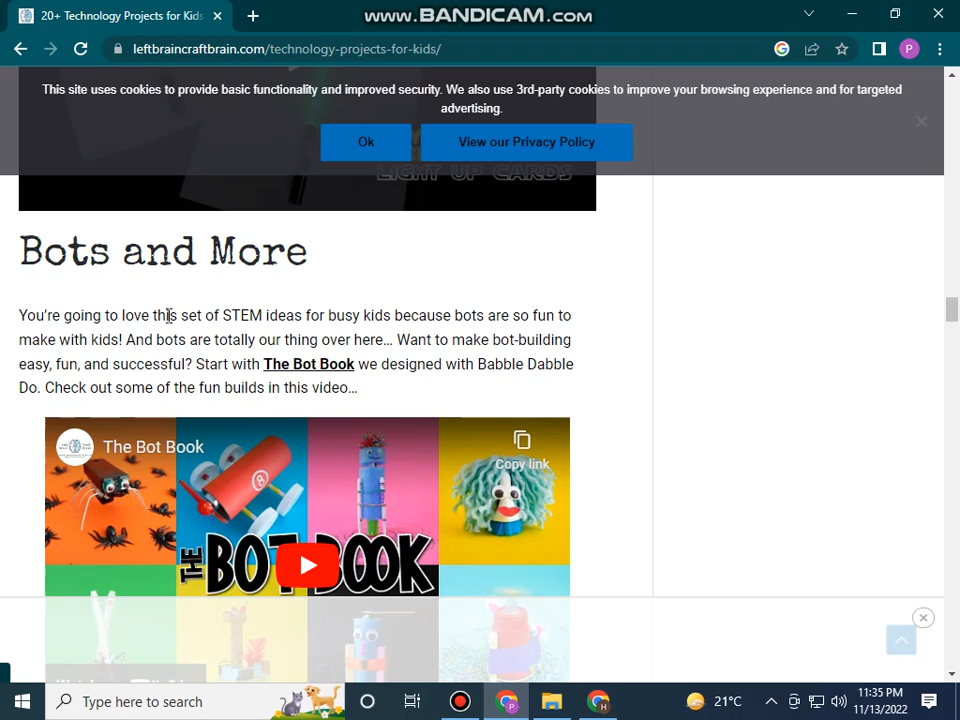 20+ Technology Projects for Kids
www.BANDICAM.com
leftbraincraftbrain.com/technology-projects-for-kids/
P
This site uses cookies to provide basic functionality and improved security. We also use 3rd-party cookies to improve your browsing experience and for targeted
advertising.
Ok
View our Privacy Policy
LIGHT UP CARDS
Bots and More
You're going to love this set of STEM ideas for busy kids because bots are so fun to
make with kids! And bots are totally our thing over here… Want to make bot-building
easy, fun, and successful? Start with The Bot Book we designed with Babble Dabble
Do. Check out some of the fun builds in this video…
The Bot Book
Copy link
THE BOT BOOK
Type here to search
21°C
11:35 PM
11/13/2022